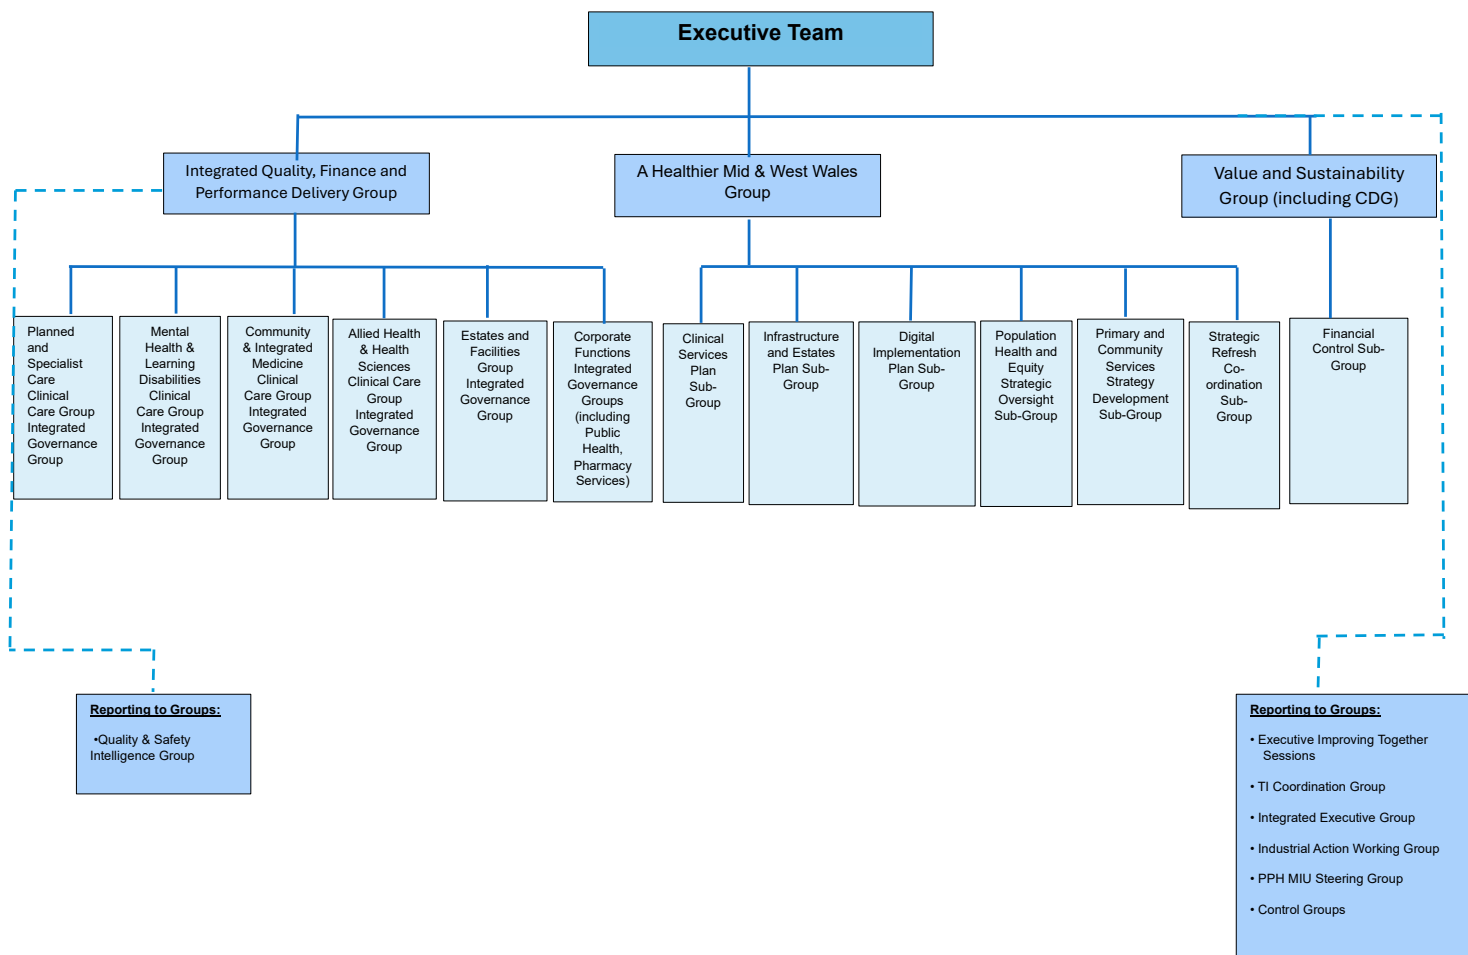 Executive Team
Integrated Quality, Finance and
Performance Delivery Group
A Healthier Mid & West Wales
Group
Value and Sustainability
Group (including CDG)
Planned
and
Specialist
Care
Clinical
Care Group
Integrated
Governance
Group
Mental
Health &
Learning
Disabilities
Clinical
Care Group
Integrated
Governance
Group
Community
& Integrated
Medicine
Clinical
Care Group
Integrated
Governance
Group
Allied Health
& Health
Sciences
Clinical Care
Group
Integrated
Governance
Group
Estates and
Facilities
Group
Integrated
Governance
Group
Corporate
Functions
Integrated
Governance
Groups
(including
Public
Health,
Pharmacy
Services)
Clinical
Services
Plan
Sub-
Group
Infrastructure
and Estates
Plan Sub-
Group
Digital
Implementation
Plan Sub-
Group
Population
Health and
Equity
Strategic
Oversight
Sub-Group
Primary and
Community
Services
Strategy
Development
Sub-Group
Strategic
Refresh
Co-
ordination
Sub-
Group
Financial
Control Sub-
Group
Reporting to Groups:
•Quality & Safety
Intelligence Group
Reporting to Groups:
• Executive Improving Together
Sessions
• TI Coordination Group
• Integrated Executive Group
• Industrial Action Working Group
• PPH MIU Steering Group
• Control Groups